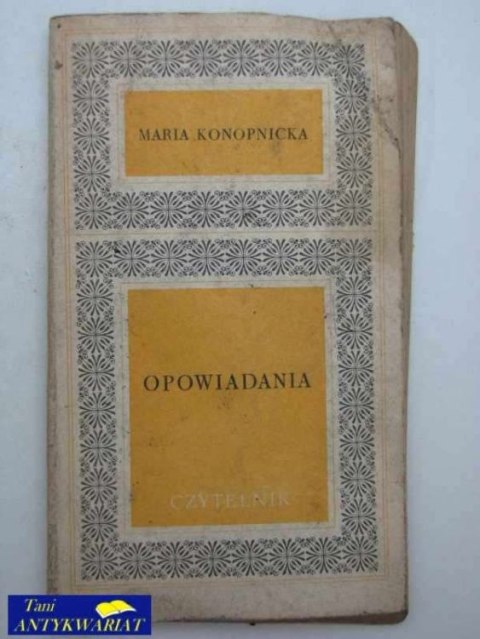 MARIA KONOPNICKA
OPOWIADANIA
CZYTELNIK
Tani
ANTYKWARIAT